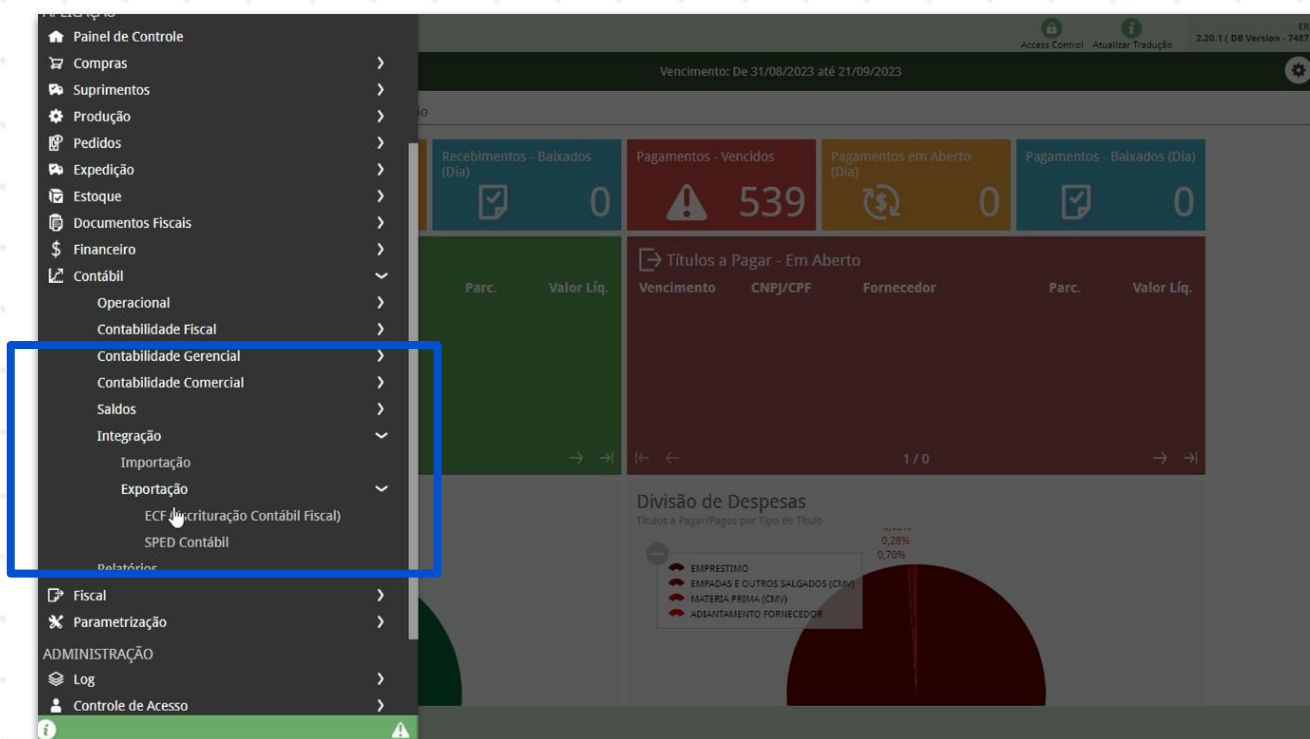 APLICAÇÃO
Painel de Controle
Compras
Suprimentos
Produção
Pedidos
Expedição
Estoque
Documentos Fiscais
Financeiro
Contábil
Operacional
Contabilidade Fiscal
Contabilidade Gerencial
Contabilidade Comercial
Saldos
Integração
Importação
Exportação
ECF (Escrituração Contábil Fiscal)
SPED Contábil
Relatórios
Fiscal
Parametrização
ADMINISTRAÇÃO
Log
Controle de Acesso
Access Control Atualizar Tradução
2.20.1 ( DB Version - 7487
Vencimento: De 31/08/2023 até 21/09/2023
Recebimentos - Baixados
(Dia)
0
Pagamentos - Vencidos
539
Pagamentos em Aberto
(Dia)
0
Pagamentos - Baixados (Dia)
0
Parc. Valor Líq.
Títulos a Pagar - Em Aberto
Vencimento CNPJ/CPF Fornecedor Parc. Valor Líq.
1 / 0
Divisão de Despesas
Títulos a Pagar/Pagos por Tipo de Título
0,28%
0,70%
EMPRESTIMO
EMPADAS E OUTROS SALGADOS (CMV)
MATERIA PRIMA (CMV)
ADIANTAMENTO FORNECEDOR